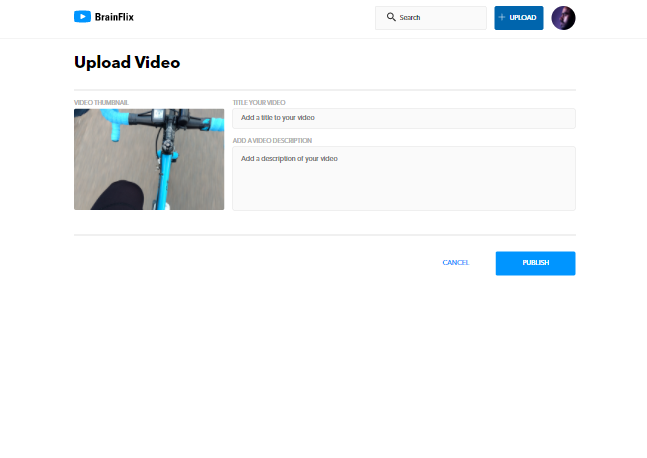 BrainFlix
Search
+ UPLOAD
Upload Video
VIDEO THUMBNAIL
TITLE YOUR VIDEO
Add a title to your video
ADD A VIDEO DESCRIPTION
Add a description of your video
CANCEL
PUBLISH